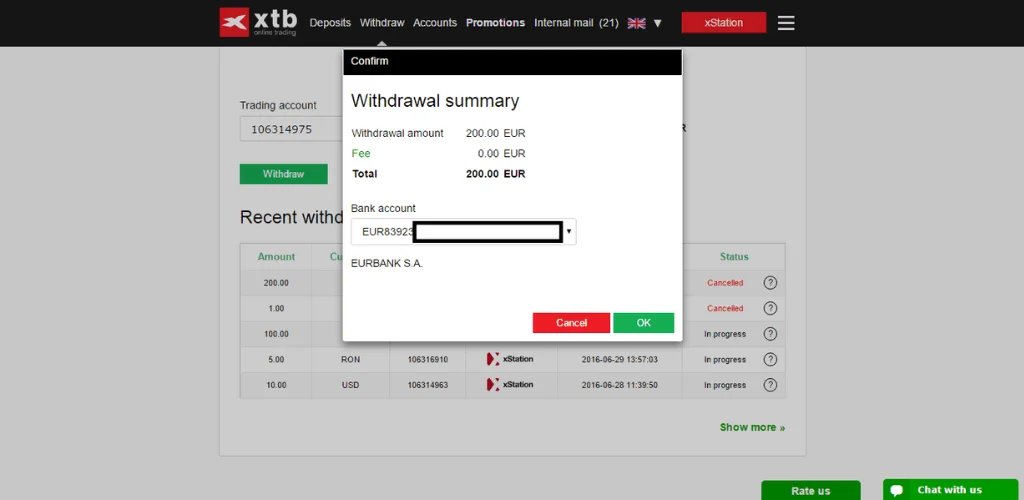 xtb
online trading
Deposits Withdraw Accounts Promotions Internal mail (21)
xStation
Confirm
Withdrawal summary
Withdrawal amount 200.00 EUR
Fee 0.00 EUR
Total 200.00 EUR
Bank account
EUR83923
EURBANK S.A.
Cancel OK
Trading account
106314975
R
Withdraw
Recent withd
Amount Cu Status
200.00 Cancelled ?
1.00 Cancelled ?
100.00 In progress ?
5.00 RON 106316910 xStation 2016-06-29 13:57:03 In progress ?
10.00 USD 106314963 xStation 2016-06-28 11:39:50 In progress ?
Show more »
Rate us
Chat with us